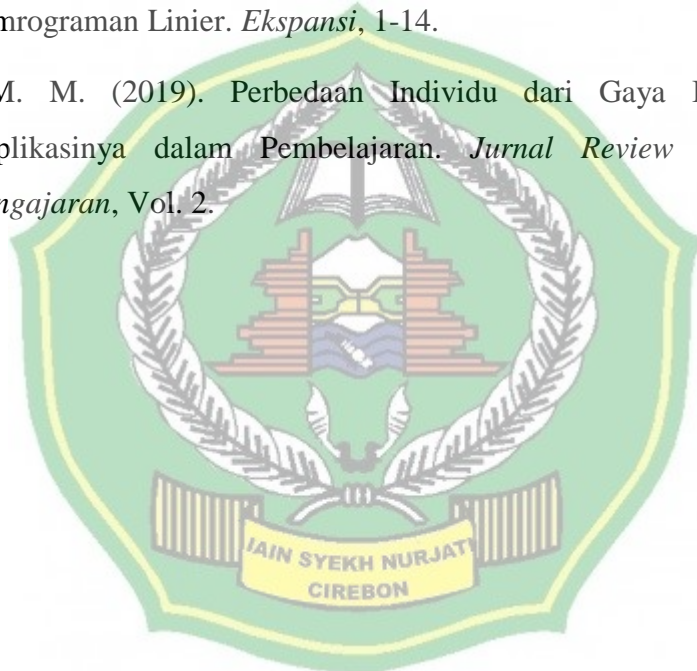 mrograman Linier. Ekspansi, 1-14.
M. M. (2019). Perbedaan Individu dari Gaya
plikasinya dalam Pembelajaran. Jurnal Review
ngajaran, Vol. 2.
IAIN SYEKH NURJATI
CIREBON